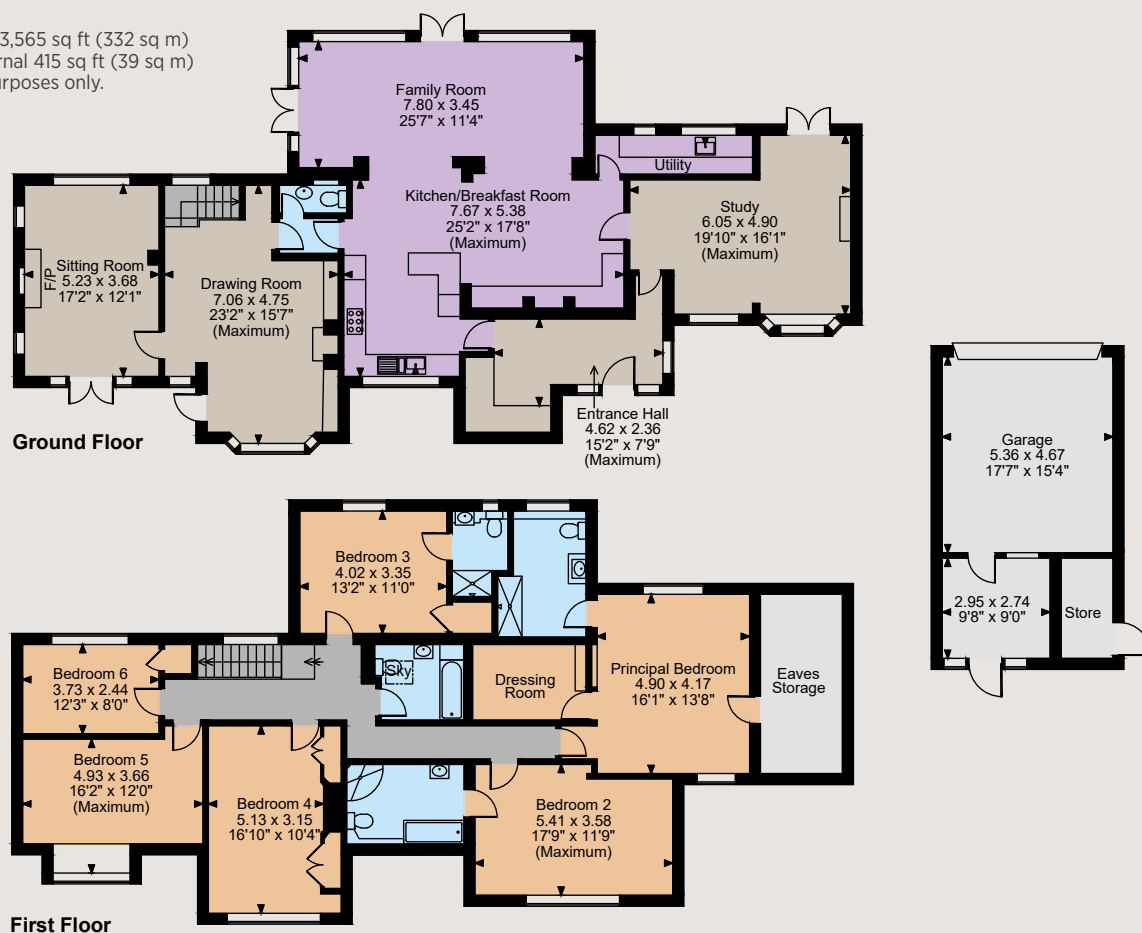 3,565 sq ft (332 sq m)
415 sq ft (39 sq m)
only.
Family Room
7.80 x 3.45
25'7" x 11'4"
Utility
Kitchen/Breakfast Room
7.67 x 5.38
25'2" x 17'8"
(Maximum)
Study
6.05 x 4.90
19'10" x 16'1"
(Maximum)
F/P
Sitting Room
5.23 x 3.68
17'2" x 12'1"
Drawing Room
7.06 x 4.75
23'2" x 15'7"
(Maximum)
Entrance Hall
4.62 x 2.36
15'2" x 7'9"
(Maximum)
Ground Floor
Garage
5.36 x 4.67
17'7" x 15'4"
2.95 x 2.74
9'8" x 9'0"
Store
Bedroom 3
4.02 x 3.35
13'2" x 11'0"
Bedroom 6
3.73 x 2.44
12'3" x 8'0"
Sky
Dressing
Room
Principal Bedroom
4.90 x 4.17
16'1" x 13'8"
Eaves
Storage
Bedroom 5
4.93 x 3.66
16'2" x 12'0"
(Maximum)
Bedroom 4
5.13 x 3.15
16'10" x 10'4"
Bedroom 2
5.41 x 3.58
17'9" x 11'9"
(Maximum)
First Floor